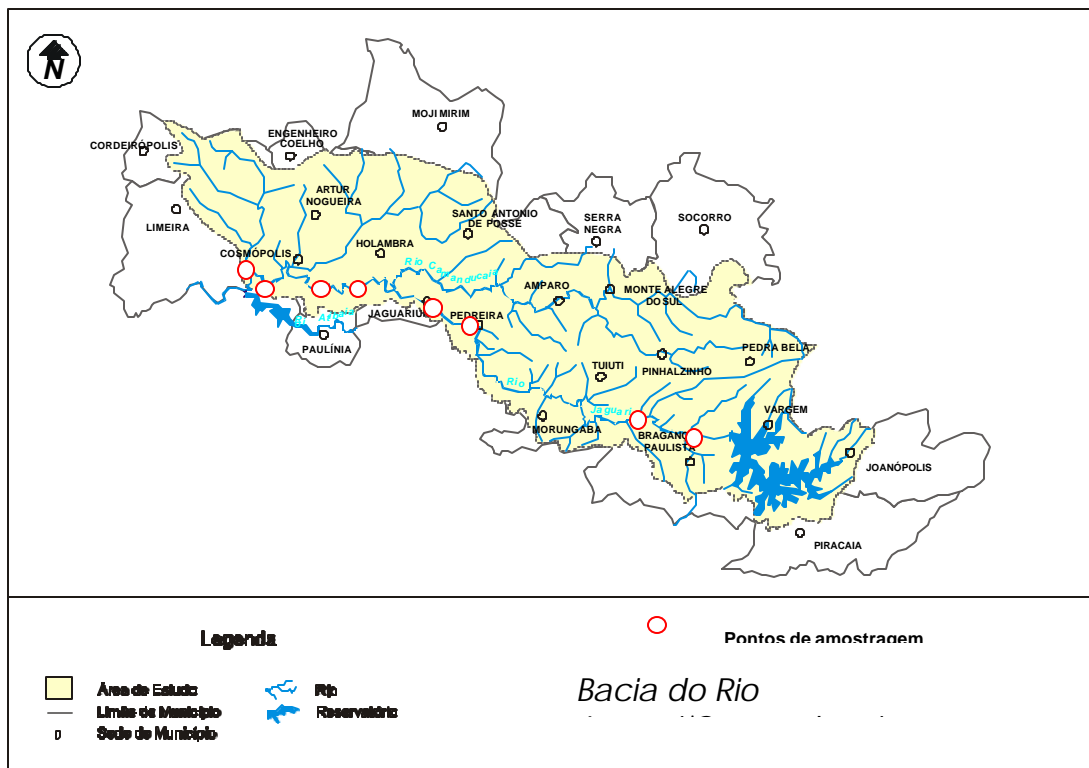 N
MOJI MIRIM
CORDEIRÓPOLIS
ENGENHEIRO
COELHO
ARTUR
NOGUEIRA
LIMEIRA
SANTO ANTONIO
DE POSSE
SERRA
NEGRA
SOCORRO
HOLAMBRA
COSMÓPOLIS
Rio Camanducaia
AMPARO
MONTE ALEGRE
DO SUL
JAGUARIÚ
PEDREIRA
PAULÍNIA
PEDRA BELA
PINHALZINHO
TUIUTI
Rio
Jaguari
VARGEM
MORUNGABA
BRAGANÇ
PAULISTA
JOANÓPOLIS
PIRACAIA
Legenda
Pontos de amostragem
Área de Estudo
Rio
Limite de Município
Reservatório
Sede de Município
Bacia do Rio